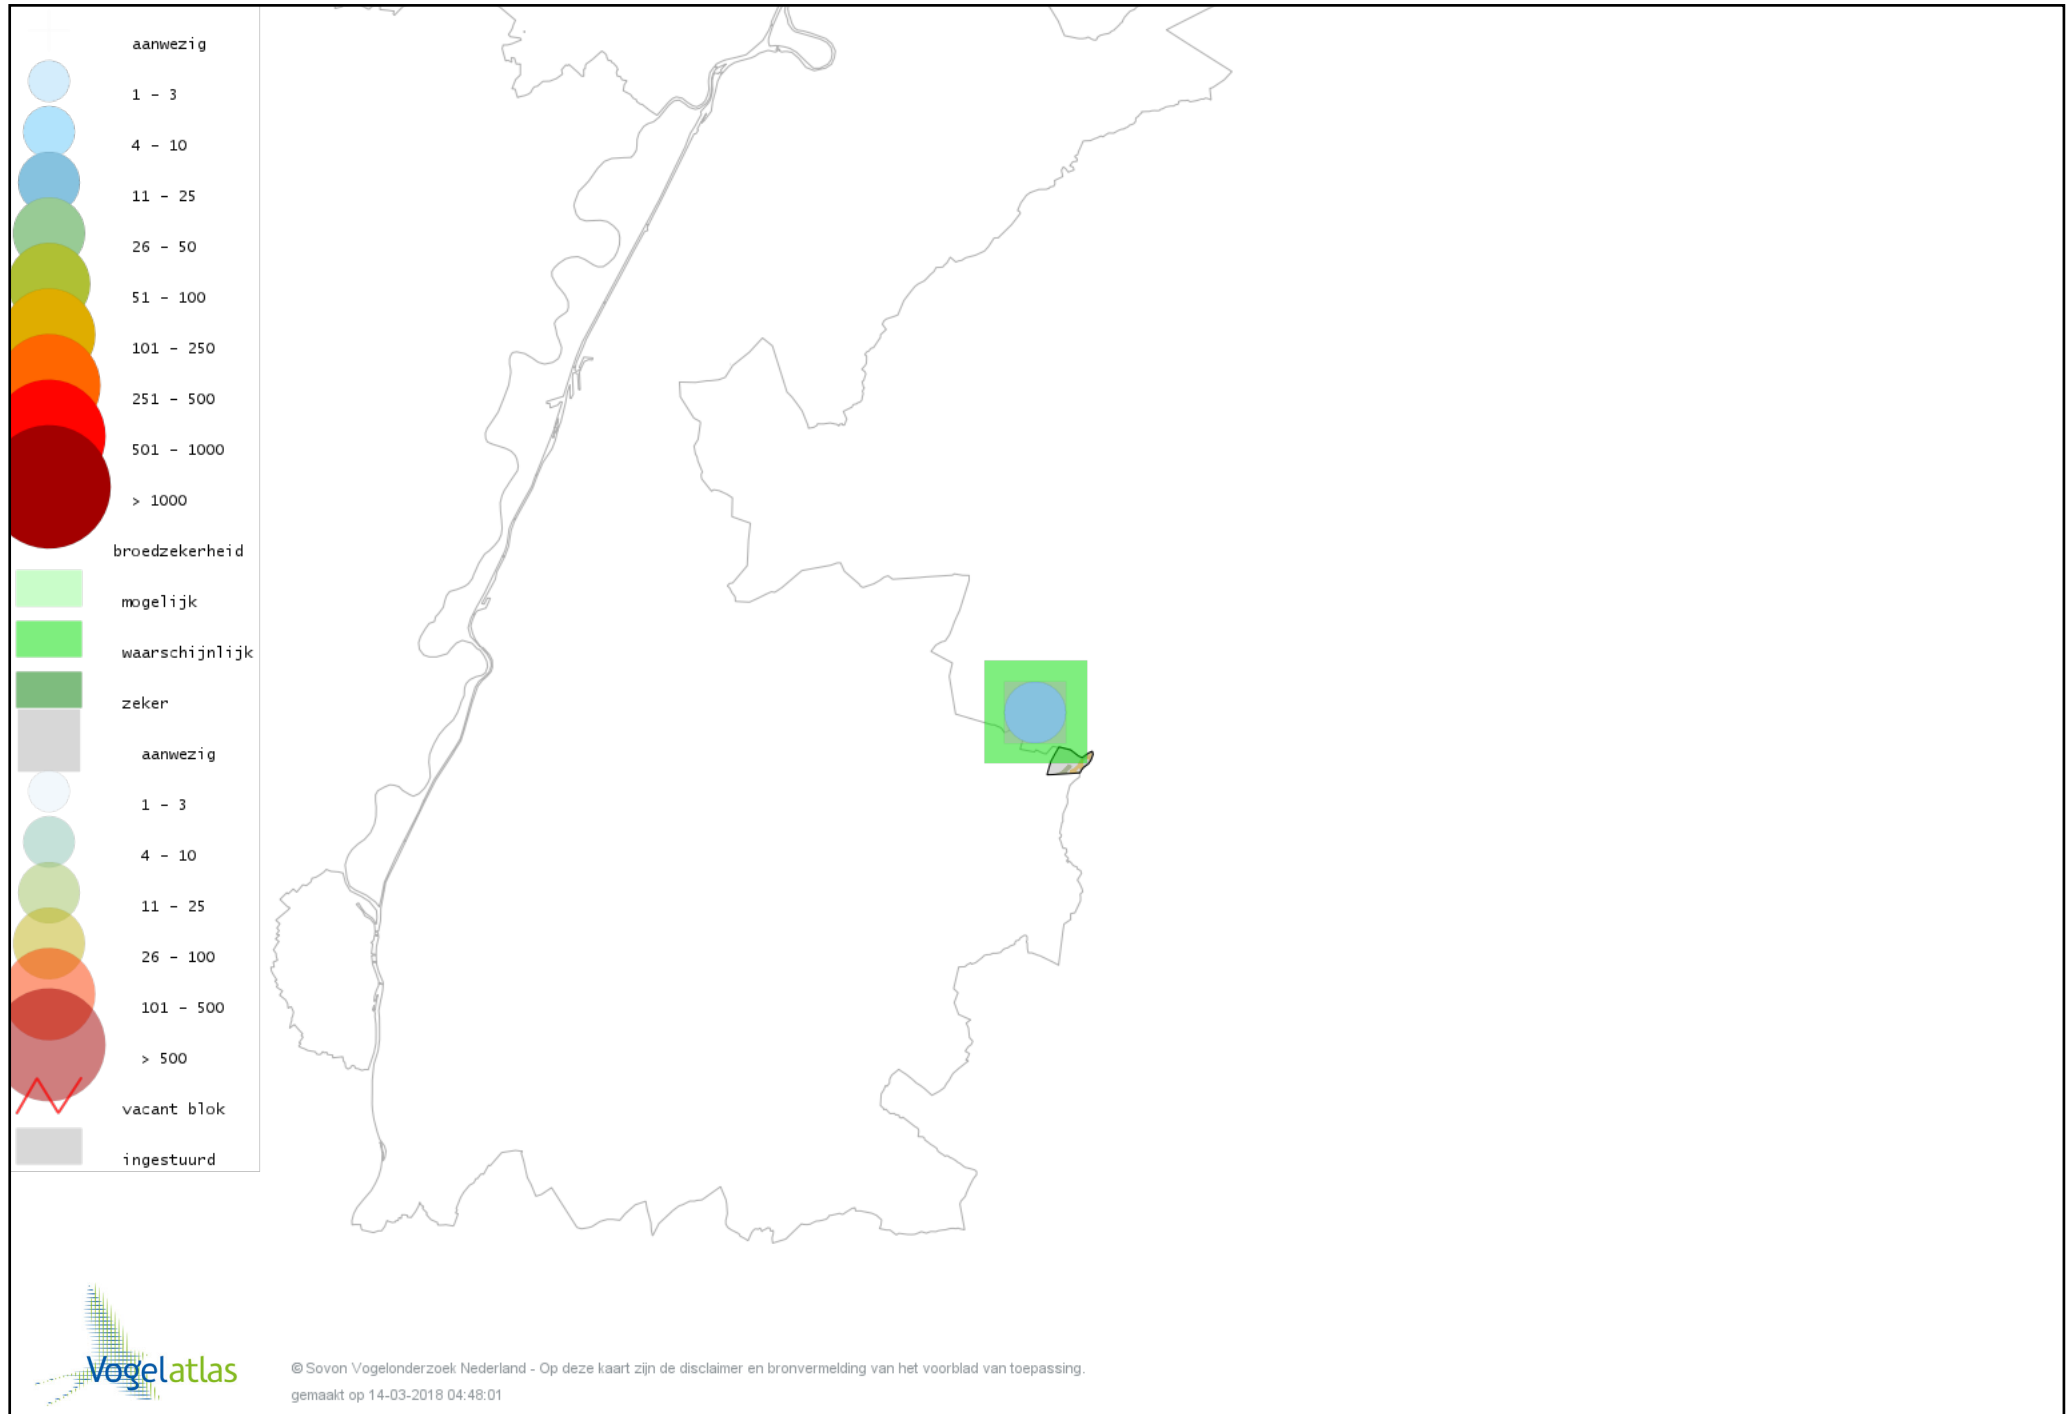 aanwezig
1 - 3
4 - 10
11 - 25
26 - 50
51 - 100
101 - 250
251 - 500
501 - 1000
> 1000
broedzekerheid
mogelijk
waarschijnlijk
zeker
aanwezig
1 - 3
4 - 10
11 - 25
26 - 100
101 - 500
> 500
vacant blok
ingestuurd
Vogelatlas
© Sovon Vogelonderzoek Nederland - Op deze kaart zijn de disclaimer en bronvermelding van het voorblad van toepassing.
gemaakt op 14-03-2018 04:48:01